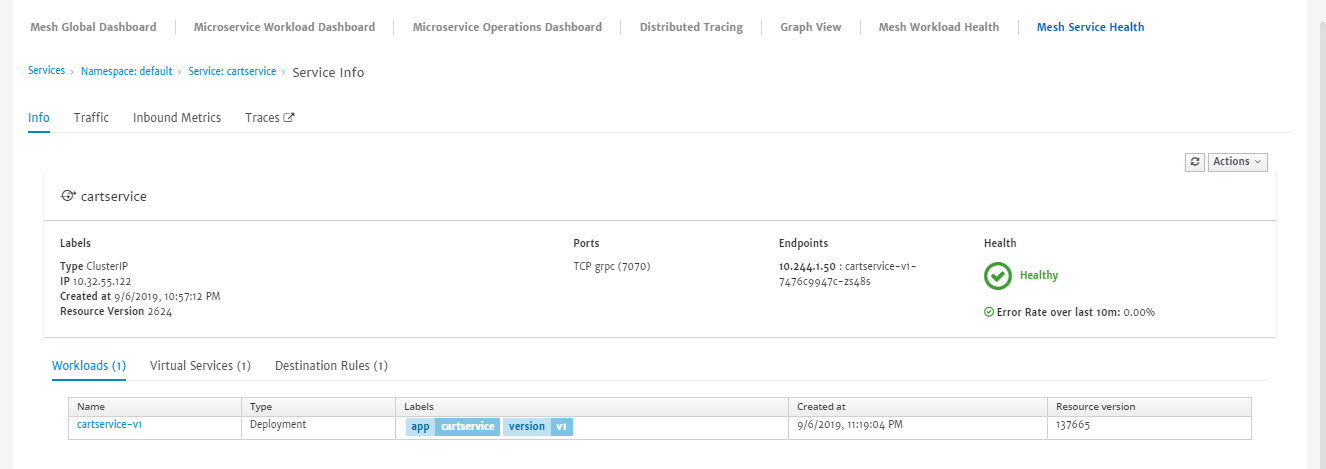 Mesh Global Dashboard Microservice Workload Dashboard Microservice Operations Dashboard Distributed Tracing Graph View Mesh Workload Health Mesh Service Health
Services › Namespace: default › Service: cartservice › Service Info
Info Traffic Inbound Metrics Traces
Actions
cartservice
Labels
Type ClusterIP
IP 10.32.55.122
Created at 9/6/2019, 10:57:12 PM
Resource Version 2624
Ports
TCP grpc (7070)
Endpoints
10.244.1.50 : cartservice-v1-
7476c9947c-zs48s
Health
Healthy
Error Rate over last 10m: 0.00%
Workloads (1) Virtual Services (1) Destination Rules (1)
Name Type Labels Created at Resource version
cartservice-v1 Deployment app cartservice version v1 9/6/2019, 11:19:04 PM 137665